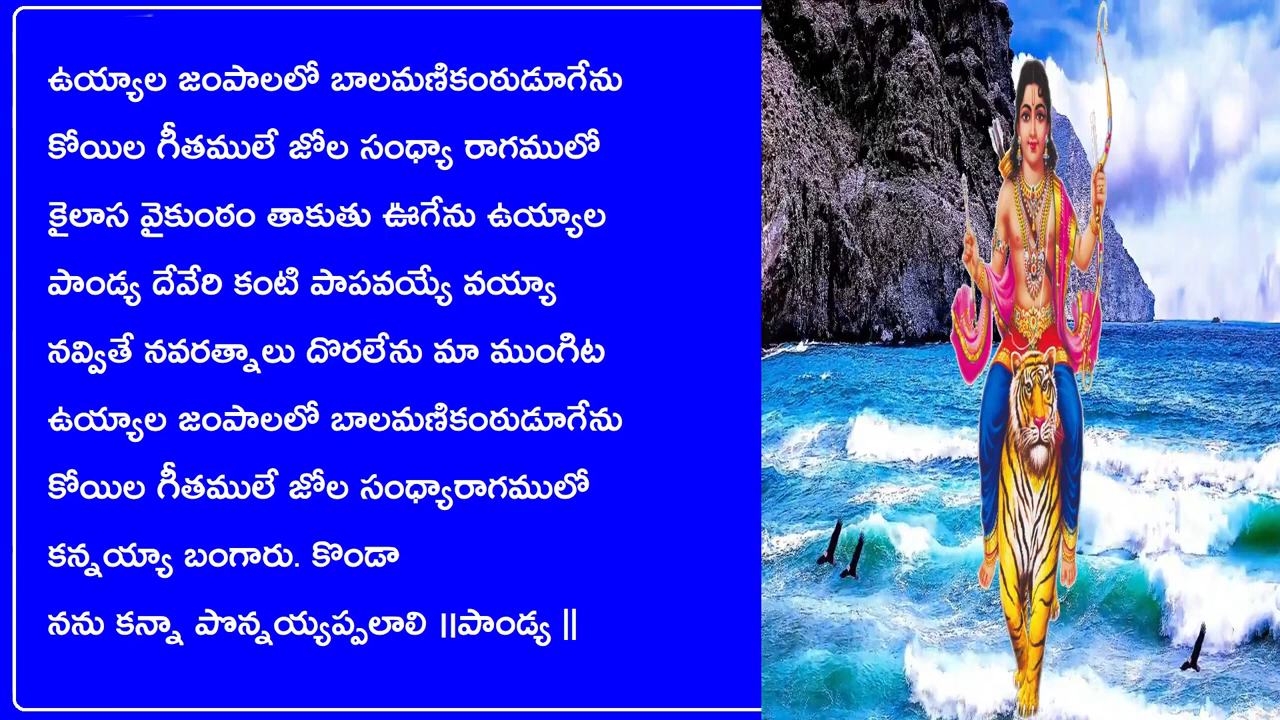 ఉయ్యాల జంపాలలో బాలమణికంఠుడూగేను
కోయిల గీతములే జోల సంధ్యా రాగములో
కైలాస వైకుంఠం తాకుతు ఊగేను ఉయ్యాల
పాండ్య దేవేరి కంటి పాపవయ్యే వయ్యా
నవ్వితే నవరత్నాలు దొరలేను మా ముంగిట
ఉయ్యాల జంపాలలో బాలమణికంఠుడూగేను
కోయిల గీతములే జోల సంధ్యారాగములో
కన్నయ్యా బంగారు. కొండా
నను కన్నా పొన్నయ్యప్పలాలి ||పాండ్య ||